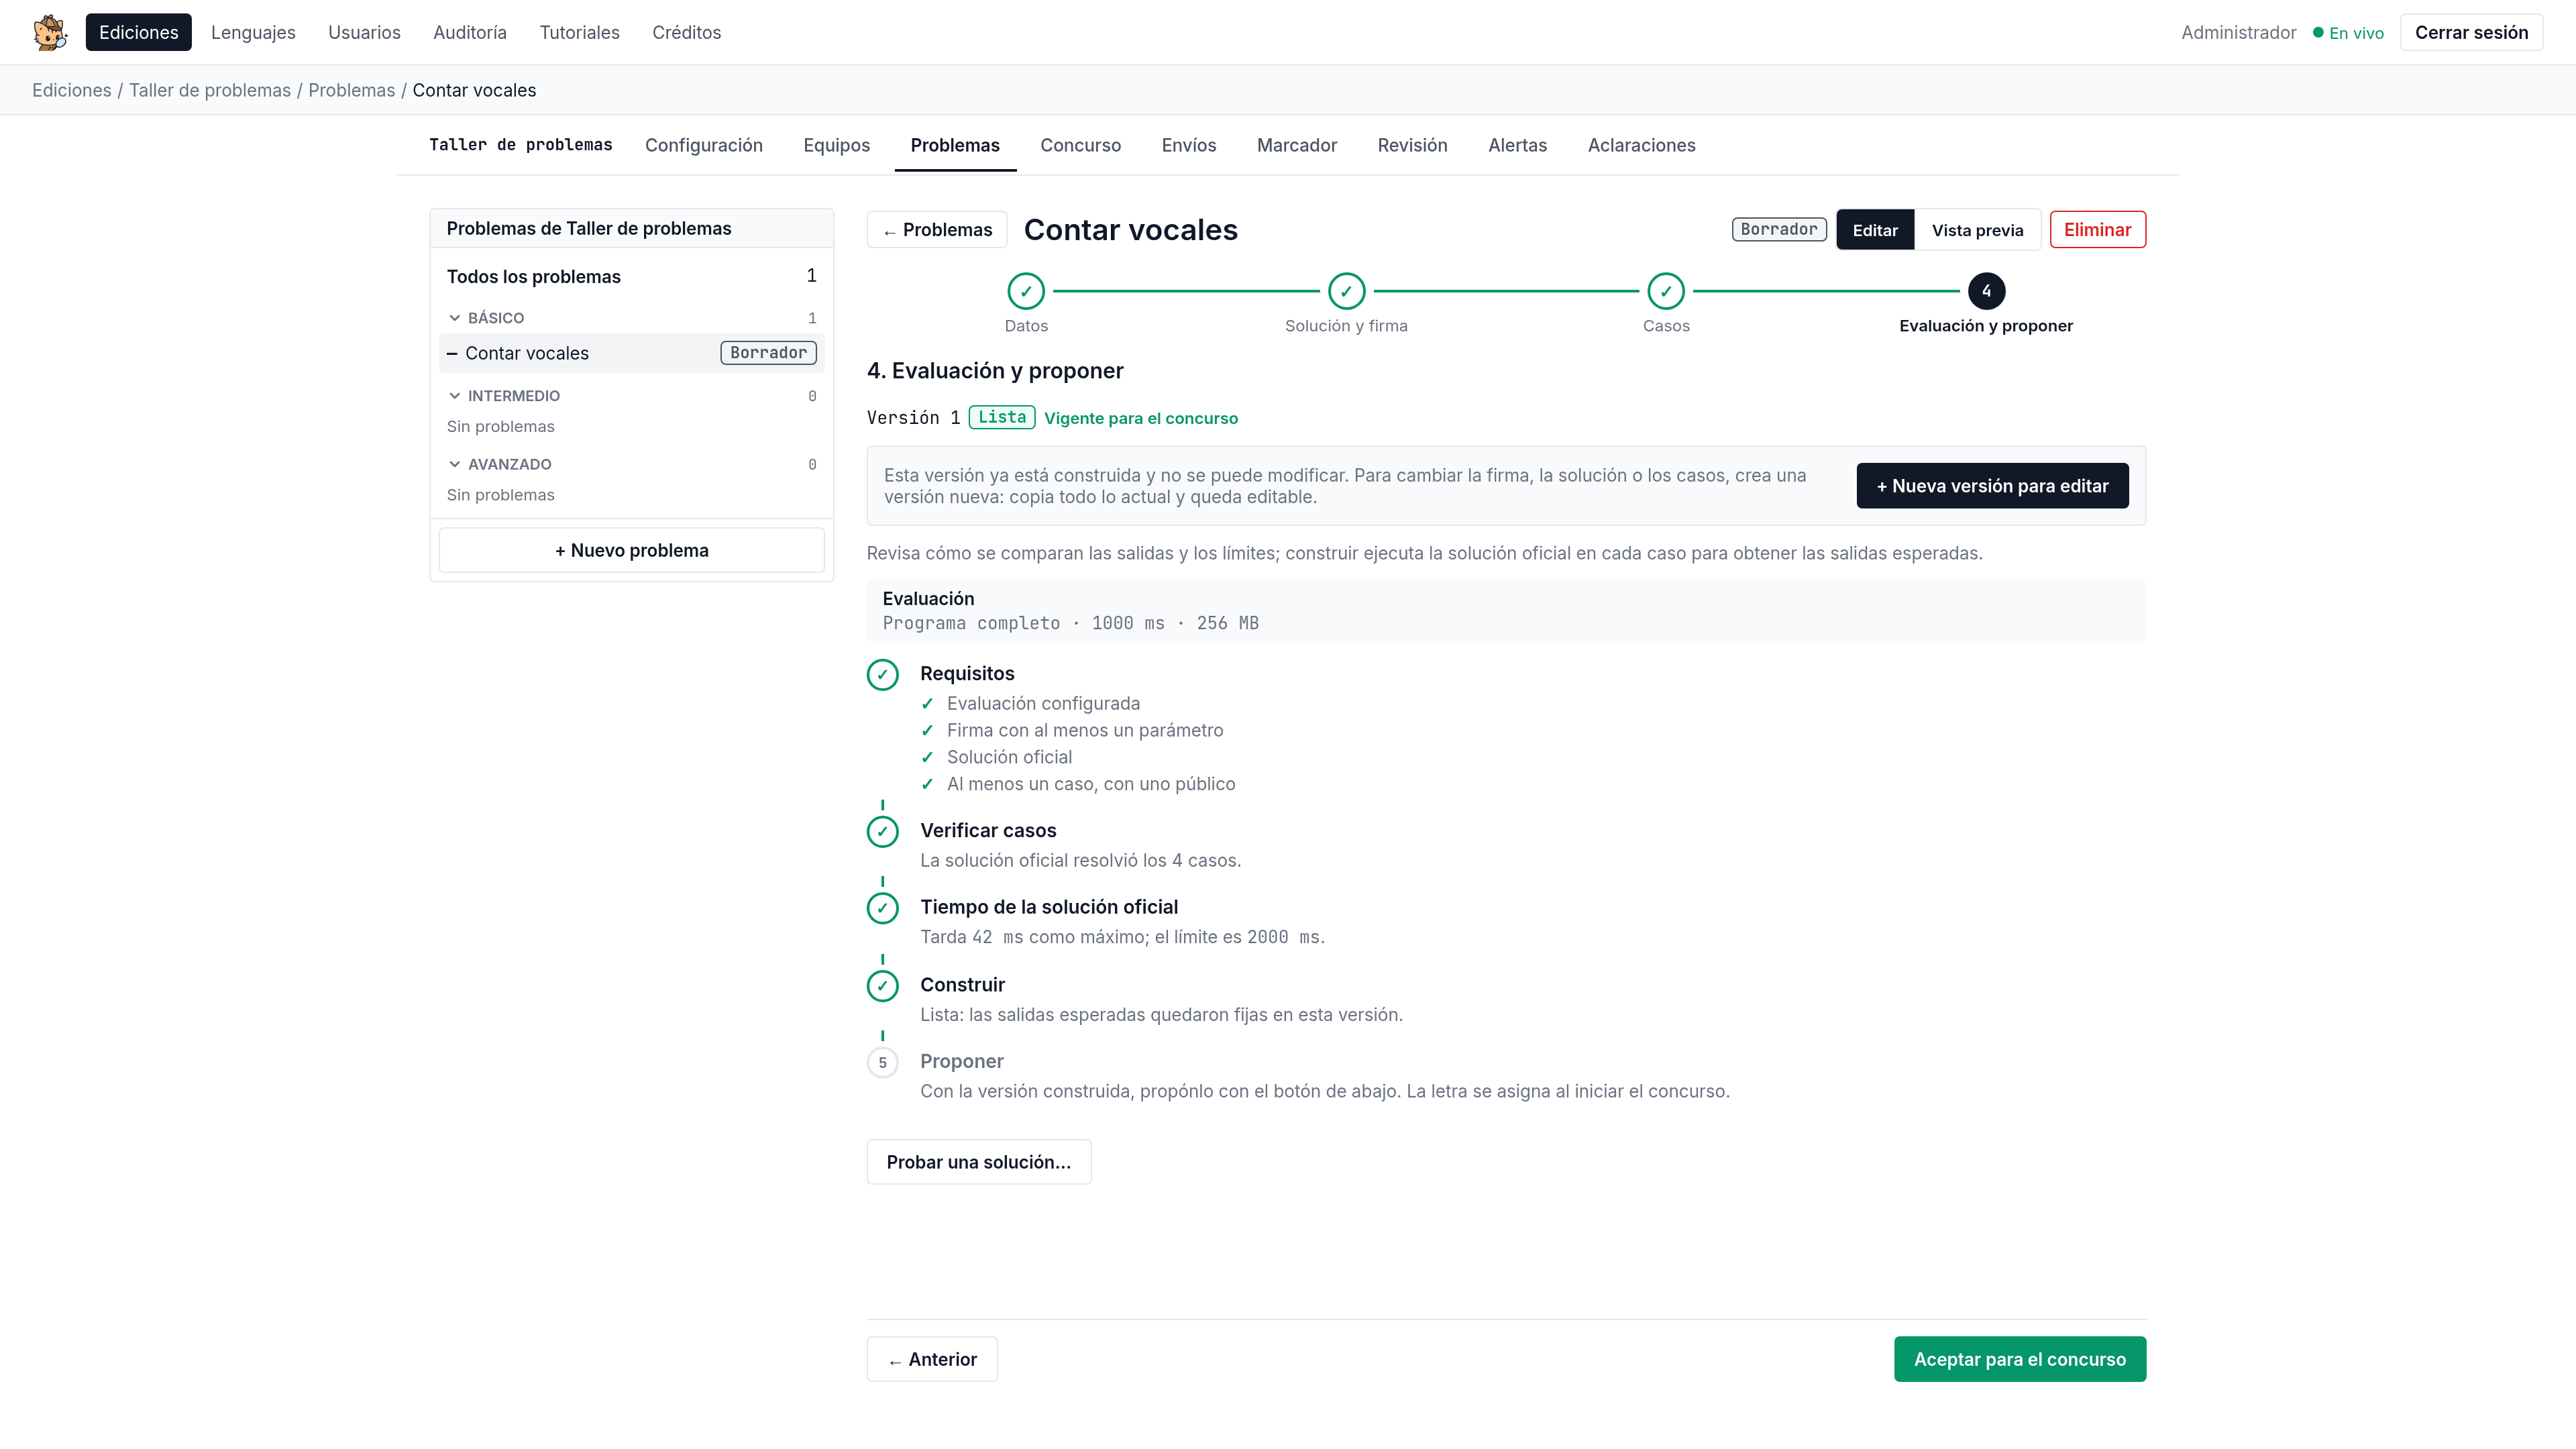 Ediciones Lenguajes Usuarios Auditoría Tutoriales Créditos Administrador En vivo Cerrar sesión
Ediciones / Taller de problemas / Problemas / Contar vocales
Taller de problemas Configuración Equipos Problemas Concurso Envíos Marcador Revisión Alertas Aclaraciones
Problemas de Taller de problemas
Todos los problemas 1
BÁSICO 1
– Contar vocales Borrador
INTERMEDIO 0
Sin problemas
AVANZADO 0
Sin problemas
+ Nuevo problema
← Problemas Contar vocales Borrador Editar Vista previa Eliminar
✓ ✓ ✓ 4
Datos Solución y firma Casos Evaluación y proponer
4. Evaluación y proponer
Versión 1 Lista Vigente para el concurso
Esta versión ya está construida y no se puede modificar. Para cambiar la firma, la solución o los casos, crea una
versión nueva: copia todo lo actual y queda editable.
+ Nueva versión para editar
Revisa cómo se comparan las salidas y los límites; construir ejecuta la solución oficial en cada caso para obtener las salidas esperadas.
Evaluación
Programa completo · 1000 ms · 256 MB
✓ Requisitos
✓ Evaluación configurada
✓ Firma con al menos un parámetro
✓ Solución oficial
✓ Al menos un caso, con uno público
✓ Verificar casos
La solución oficial resolvió los 4 casos.
✓ Tiempo de la solución oficial
Tarda 42 ms como máximo; el límite es 2000 ms.
✓ Construir
Lista: las salidas esperadas quedaron fijas en esta versión.
5 Proponer
Con la versión construida, propónlo con el botón de abajo. La letra se asigna al iniciar el concurso.
Probar una solución...
← Anterior Aceptar para el concurso